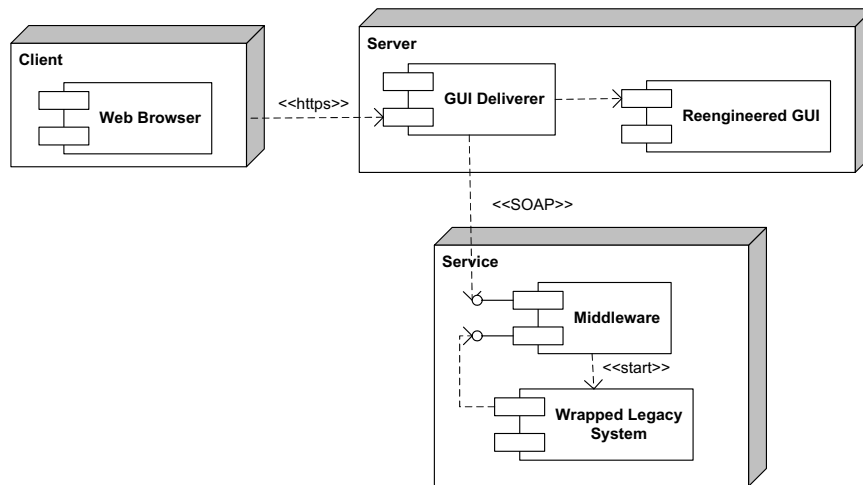 Client
Web Browser
<<https>>
Server
GUI Deliverer
Reengineered GUI
<<SOAP>>
Service
Middleware
<<start>>
Wrapped Legacy
System